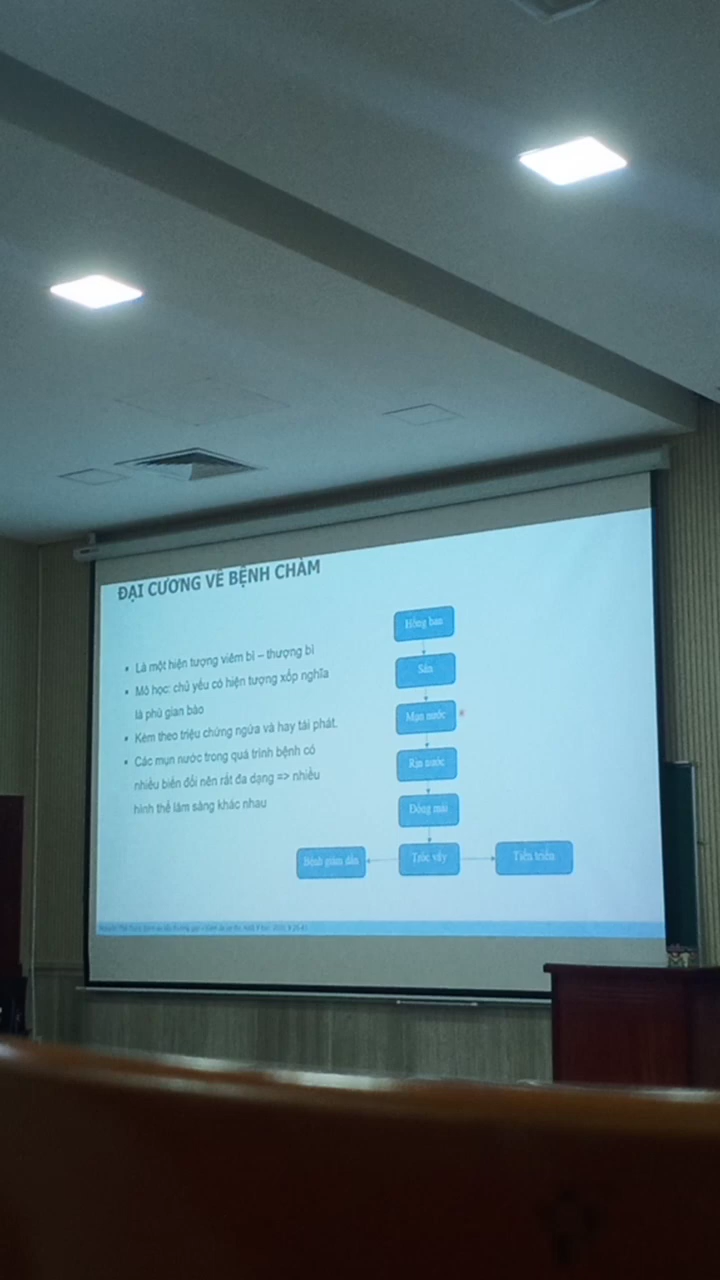 ĐẠI CƯƠNG VỀ BỆNH CHÀM
▪ Là một hiện tượng viêm bì – thượng bì
▪ Mô học: chủ yếu có hiện tượng xốp nghĩa
là phù gian bào
▪ Kèm theo triệu chứng ngứa và hay tái phát.
▪ Các mụn nước trong quá trình bệnh có
nhiều biến đổi nên rất đa dạng => nhiều
hình thể lâm sàng khác nhau
Hồng ban
Sẩn
Mụn nước
Rịn nước
Đóng mài
Bệnh giảm dần
Tróc vảy
Tiến triển